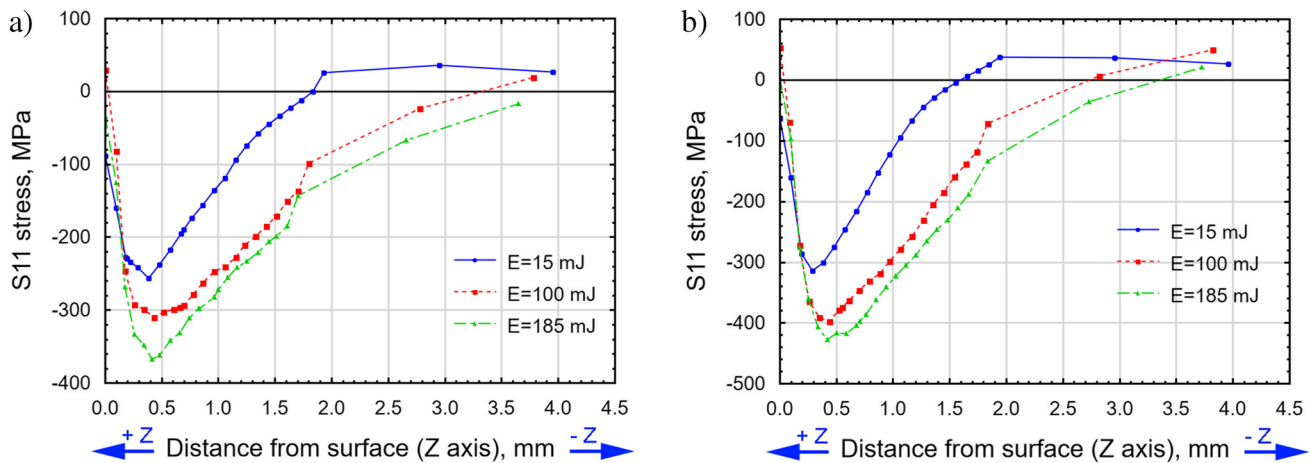 a)
100
0
-100
-200
-300
-400
S11 stress, MPa
E=15 mJ
E=100 mJ
E=185 mJ
0.0 0.5 1.0 1.5 2.0 2.5 3.0 3.5 4.0 4.5
+ Z Distance from surface (Z axis), mm - Z
b)
100
0
-100
-200
-300
-400
-500
S11 stress, MPa
E=15 mJ
E=100 mJ
E=185 mJ
0.0 0.5 1.0 1.5 2.0 2.5 3.0 3.5 4.0 4.5
+ Z Distance from surface (Z axis), mm - Z